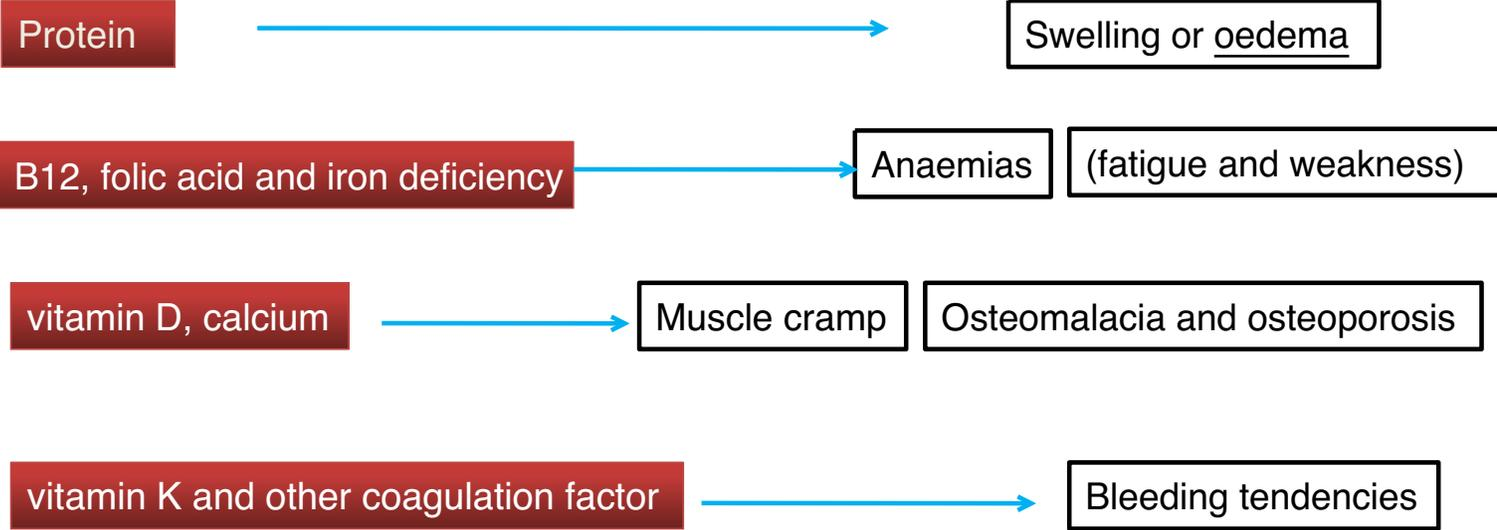 Protein
Swelling or oedema
B12, folic acid and iron deficiency
Anaemias
(fatigue and weakness)
vitamin D, calcium
Muscle cramp
Osteomalacia and osteoporosis
vitamin K and other coagulation factor
Bleeding tendencies